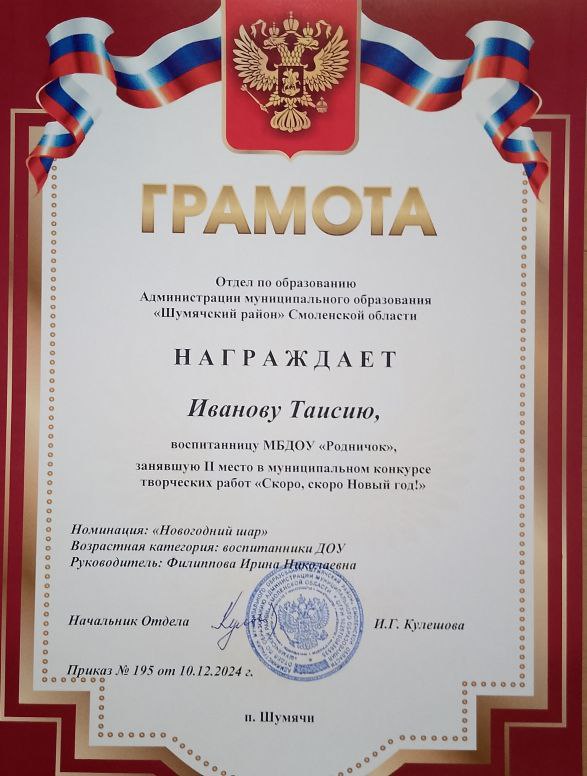 ГРАМОТА
Отдел по образованию
Администрации муниципального образования
«Шумячский район» Смоленской области
НАГРАЖДАЕТ
Иванову Таисию,
воспитанницу МБДОУ «Родничок»,
занявшую II место в муниципальном конкурсе
творческих работ «Скоро, скоро Новый год!»
Номинация: «Новогодний шар»
Возрастная категория: воспитанники ДОУ
Руководитель: Филиппова Ирина Николаевна
Начальник Отдела И.Г. Кулешова
Приказ № 195 от 10.12.2024 г.
п. Шумячи